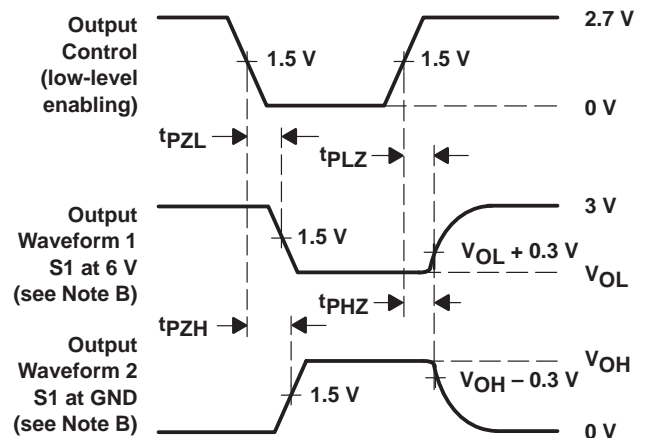 Output
Control
(low-level
enabling)
2.7 V
1.5 V
1.5 V
0 V
tPZL
tPLZ
Output
Waveform 1
S1 at 6 V
(see Note B)
3 V
1.5 V
VOL + 0.3 V
VOL
tPZH
tPHZ
Output
Waveform 2
S1 at GND
(see Note B)
VOH
1.5 V
VOH − 0.3 V
0 V